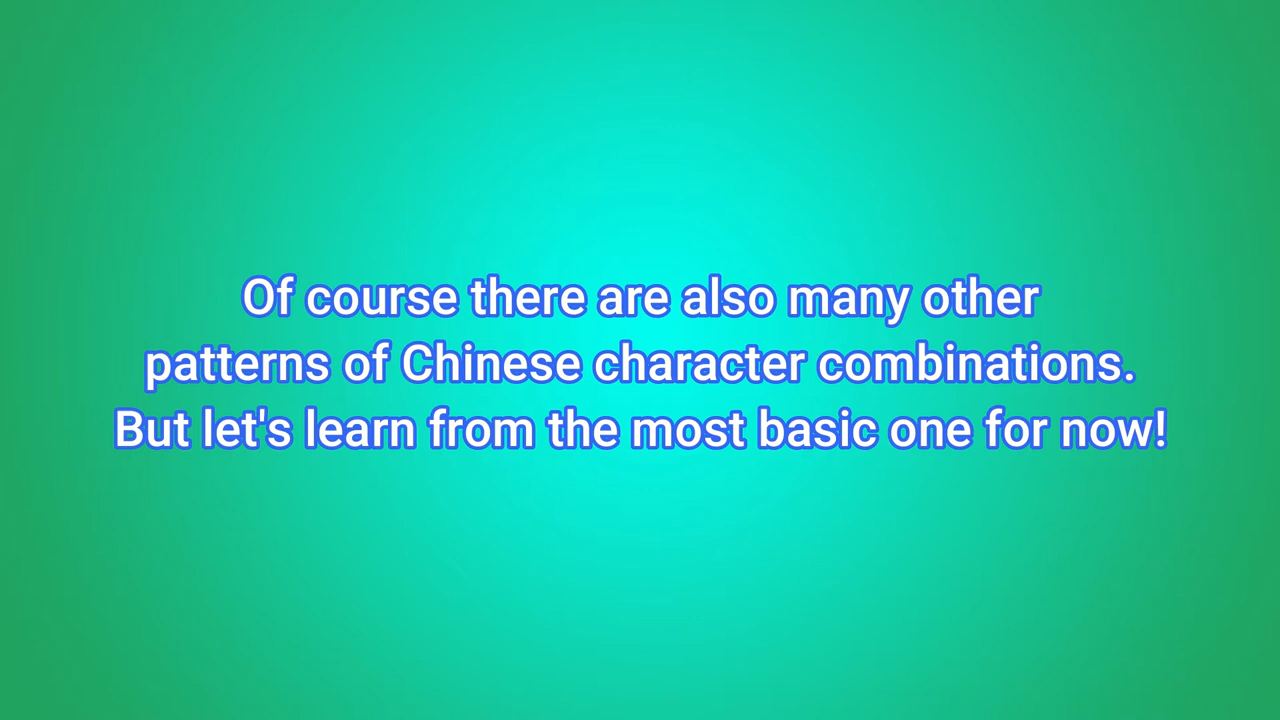 Of course there are also many other
patterns of Chinese character combinations.
But let's learn from the most basic one for now!